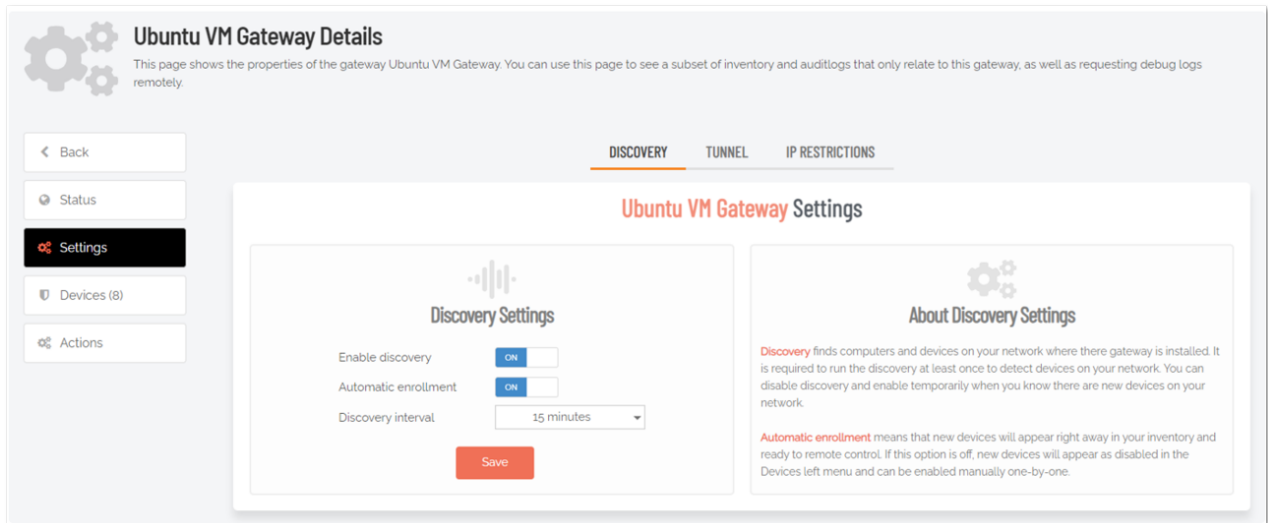 Ubuntu VM Gateway Details
This page shows the properties of the gateway Ubuntu VM Gateway. You can use this page to see a subset of inventory and auditlogs that only relate to this gateway, as well as requesting debug logs
remotely.
Back
Status
Settings
Devices (8)
Actions
DISCOVERY TUNNEL IP RESTRICTIONS
Ubuntu VM Gateway Settings
Discovery Settings
Enable discovery ON
Automatic enrollment ON
Discovery interval 15 minutes
Save
About Discovery Settings
Discovery finds computers and devices on your network where there gateway is installed. It
is required to run the discovery at least once to detect devices on your network. You can
disable discovery and enable temporarily when you know there are new devices on your
network.
Automatic enrollment means that new devices will appear right away in your inventory and
ready to remote control. If this option is off, new devices will appear as disabled in the
Devices left menu and can be enabled manually one-by-one.